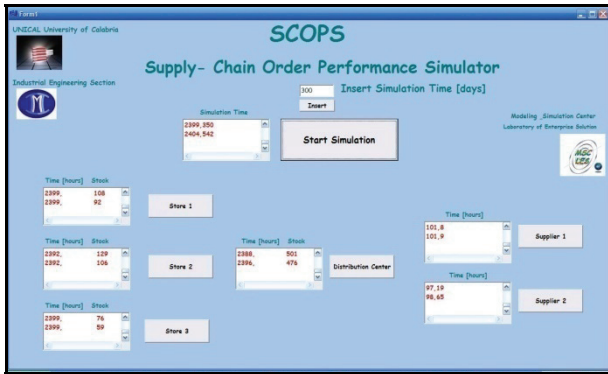 Form1
UNICAL University of Calabria
SCOPS
Supply- Chain Order Performance Simulator
Industrial Engineering Section
300 Insert Simulation Time [days]
Insert
Simulation Time
2399,350
2404,542
Start Simulation
Modeling _Simulation Center
Laboratory of Enterprise Solution
MSC
LES
Time [hours] Stock
2399, 108
2399, 92
Store 1
Time [hours]
101,8
101,9
Supplier 1
Time [hours] Stock
2392, 129
2392, 106
Store 2
Time [hours] Stock
2388, 501
2396, 476
Distribution Center
Time [hours]
97,19
98,65
Supplier 2
Time [hours] Stock
2399, 76
2399, 59
Store 3